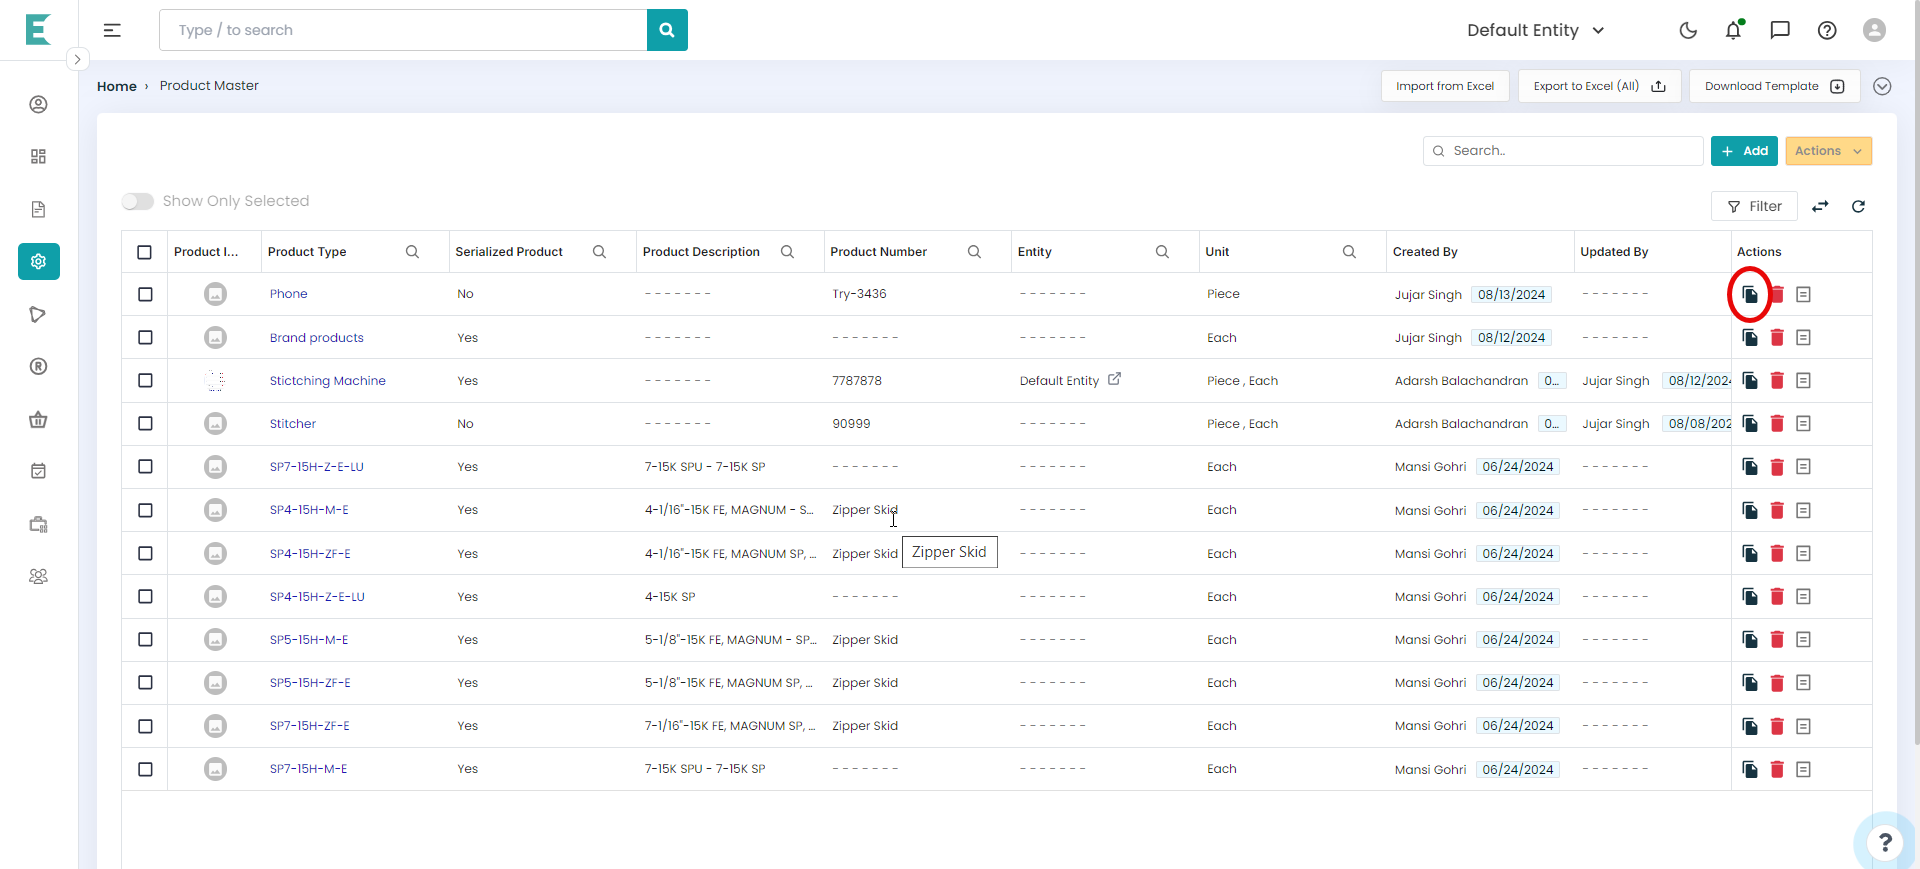 Type / to search
Default Entity
Home › Product Master
Import from Excel
Export to Excel (All)
Download Template
Search..
+ Add
Actions
Show Only Selected
Filter
Product I... Product Type Serialized Product Product Description Product Number Entity Unit Created By Updated By Actions
Phone No ------- Try-3436 ------- Piece Jujar Singh 08/13/2024 -------
Brand products Yes ------- ------- ------- Each Jujar Singh 08/12/2024 -------
Stictching Machine Yes ------- 7787878 Default Entity Piece , Each Adarsh Balachandran 0... Jujar Singh 08/12/2024
Stitcher No ------- 90999 ------- Piece , Each Adarsh Balachandran 0... Jujar Singh 08/08/202
SP7-15H-Z-E-LU Yes 7-15K SPU - 7-15K SP ------- ------- Each Mansi Gohri 06/24/2024 -------
SP4-15H-M-E Yes 4-1/16"-15K FE, MAGNUM - S... Zipper Skid ------- Each Mansi Gohri 06/24/2024 -------
SP4-15H-ZF-E Yes 4-1/16"-15K FE, MAGNUM SP, ... Zipper Skid ------- Each Mansi Gohri 06/24/2024 -------
Zipper Skid
SP4-15H-Z-E-LU Yes 4-15K SP ------- ------- Each Mansi Gohri 06/24/2024 -------
SP5-15H-M-E Yes 5-1/8"-15K FE, MAGNUM - SP... Zipper Skid ------- Each Mansi Gohri 06/24/2024 -------
SP5-15H-ZF-E Yes 5-1/8"-15K FE, MAGNUM SP, ... Zipper Skid ------- Each Mansi Gohri 06/24/2024 -------
SP7-15H-ZF-E Yes 7-1/16"-15K FE, MAGNUM SP, ... Zipper Skid ------- Each Mansi Gohri 06/24/2024 -------
SP7-15H-M-E Yes 7-15K SPU - 7-15K SP ------- ------- Each Mansi Gohri 06/24/2024 -------
?